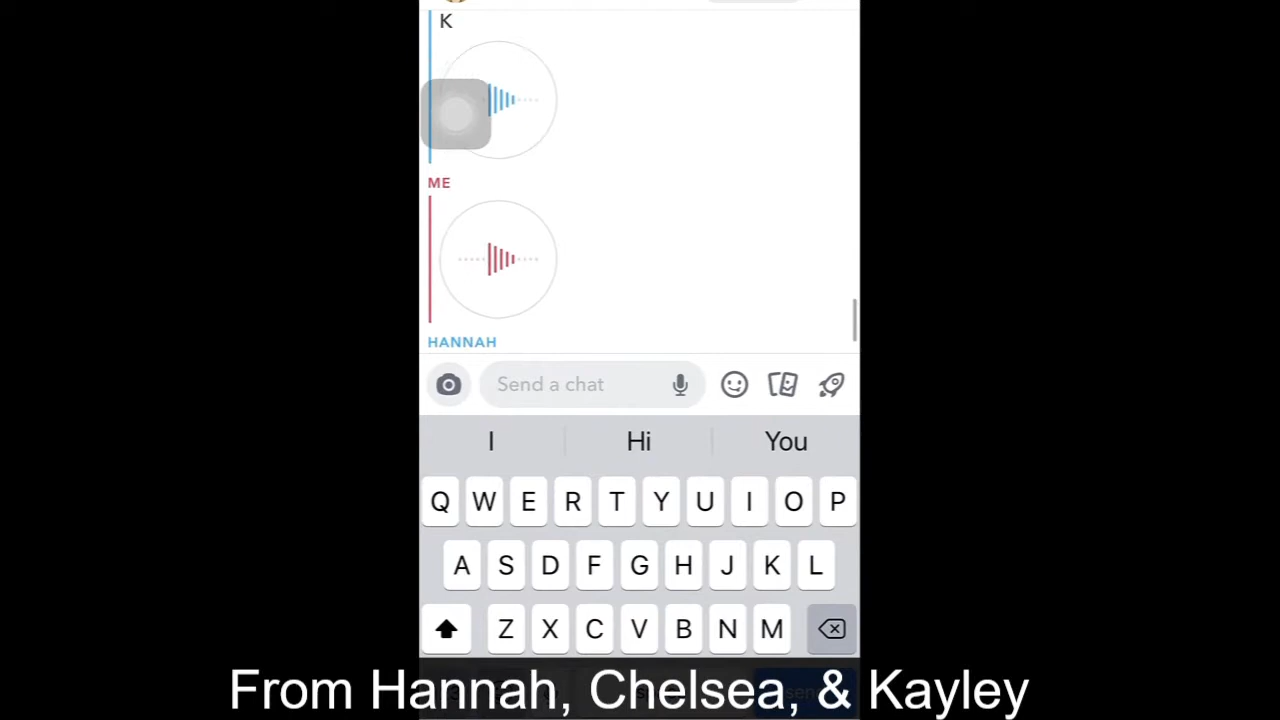 K
ME
HANNAH
Send a chat
I Hi You
Q W E R T Y U I O P
A S D F G H J K L
Z X C V B N M
From Hannah, Chelsea, & Kayley